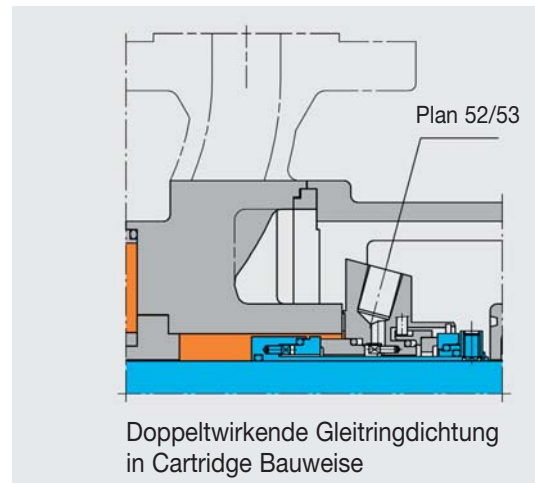 Plan 52/53
Doppeltwirkende Gleitringdichtung
in Cartridge Bauweise